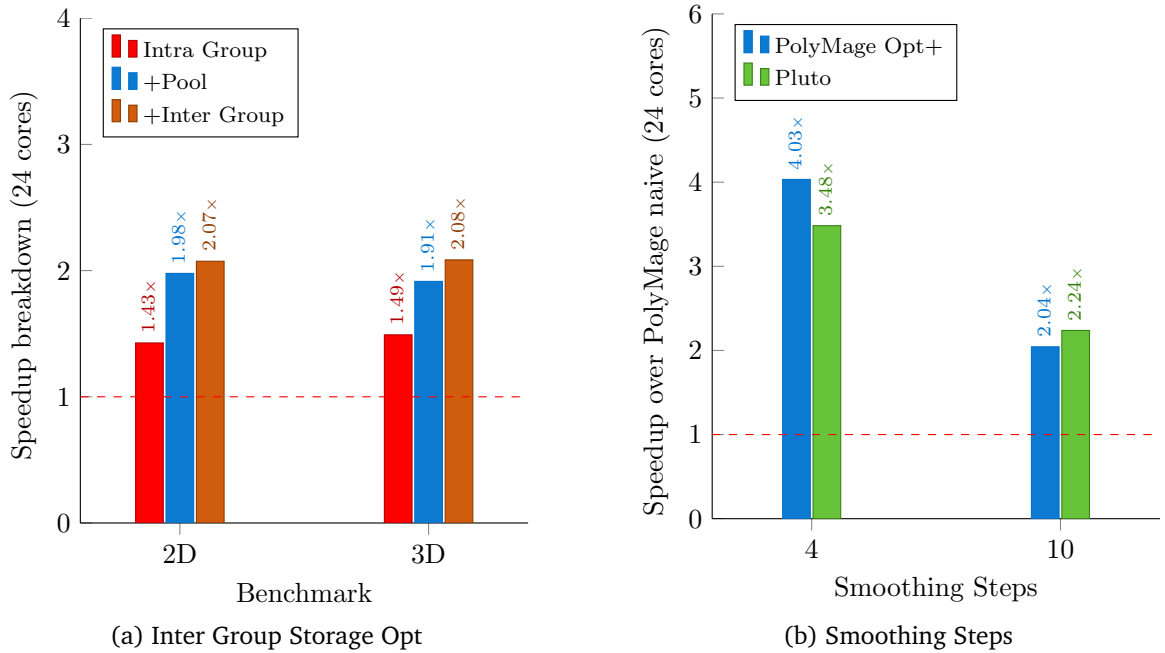 Speedup breakdown (24 cores)
4
3
2
1
0
Intra Group
+Pool
+Inter Group
1.43×
1.98×
2.07×
1.49×
1.91×
2.08×
2D
3D
Benchmark
(a) Inter Group Storage Opt
Speedup over PolyMage naive (24 cores)
6
5
4
3
2
1
0
PolyMage Opt+
Pluto
4.03×
3.48×
2.04×
2.24×
4
10
Smoothing Steps
(b) Smoothing Steps